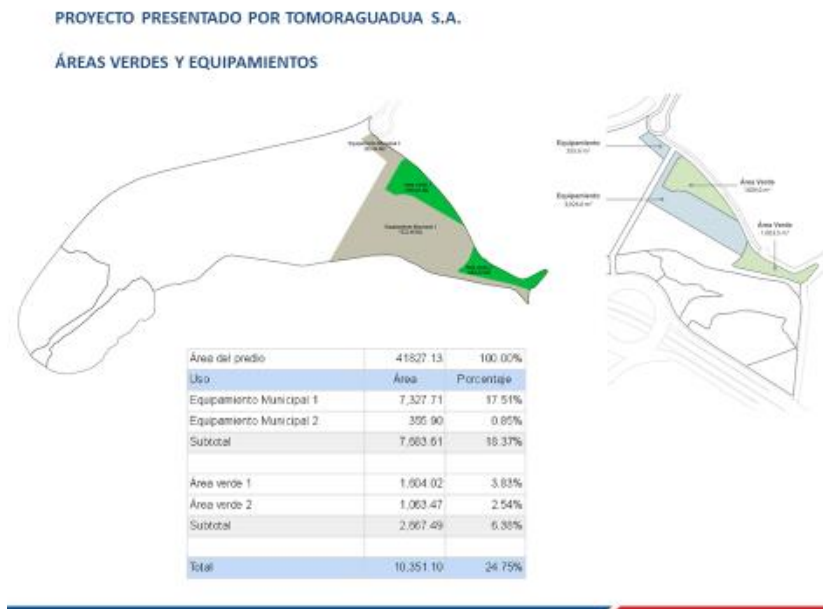 PROYECTO PRESENTADO POR TOMORAGUADUA S.A.
ÁREAS VERDES Y EQUIPAMIENTOS
Equipamiento Municipal 1
Equipamiento
Equipamiento
Área Verde
Área Verde
Área del predio 41827.13 100.00%
Uso Área Porcentaje
Equipamiento Municipal 1 7,327.71 17.51%
Equipamiento Municipal 2 355.90 0.85%
Subtotal 7,683.61 18.37%
Área verde 1 1,604.02 3.83%
Área verde 2 1,063.47 2.54%
Subtotal 2,667.49 6.38%
Total 10,351.10 24.75%